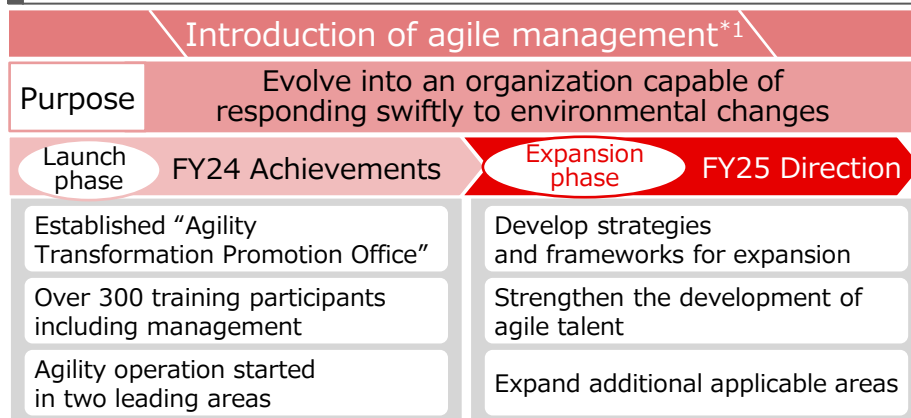 Introduction of agile management*1
Purpose
Evolve into an organization capable of
responding swiftly to environmental changes
Launch
phase
FY24 Achievements
Expansion
phase
FY25 Direction
Established “Agility
Transformation Promotion Office”
Over 300 training participants
including management
Agility operation started
in two leading areas
Develop strategies
and frameworks for expansion
Strengthen the development of
agile talent
Expand additional applicable areas